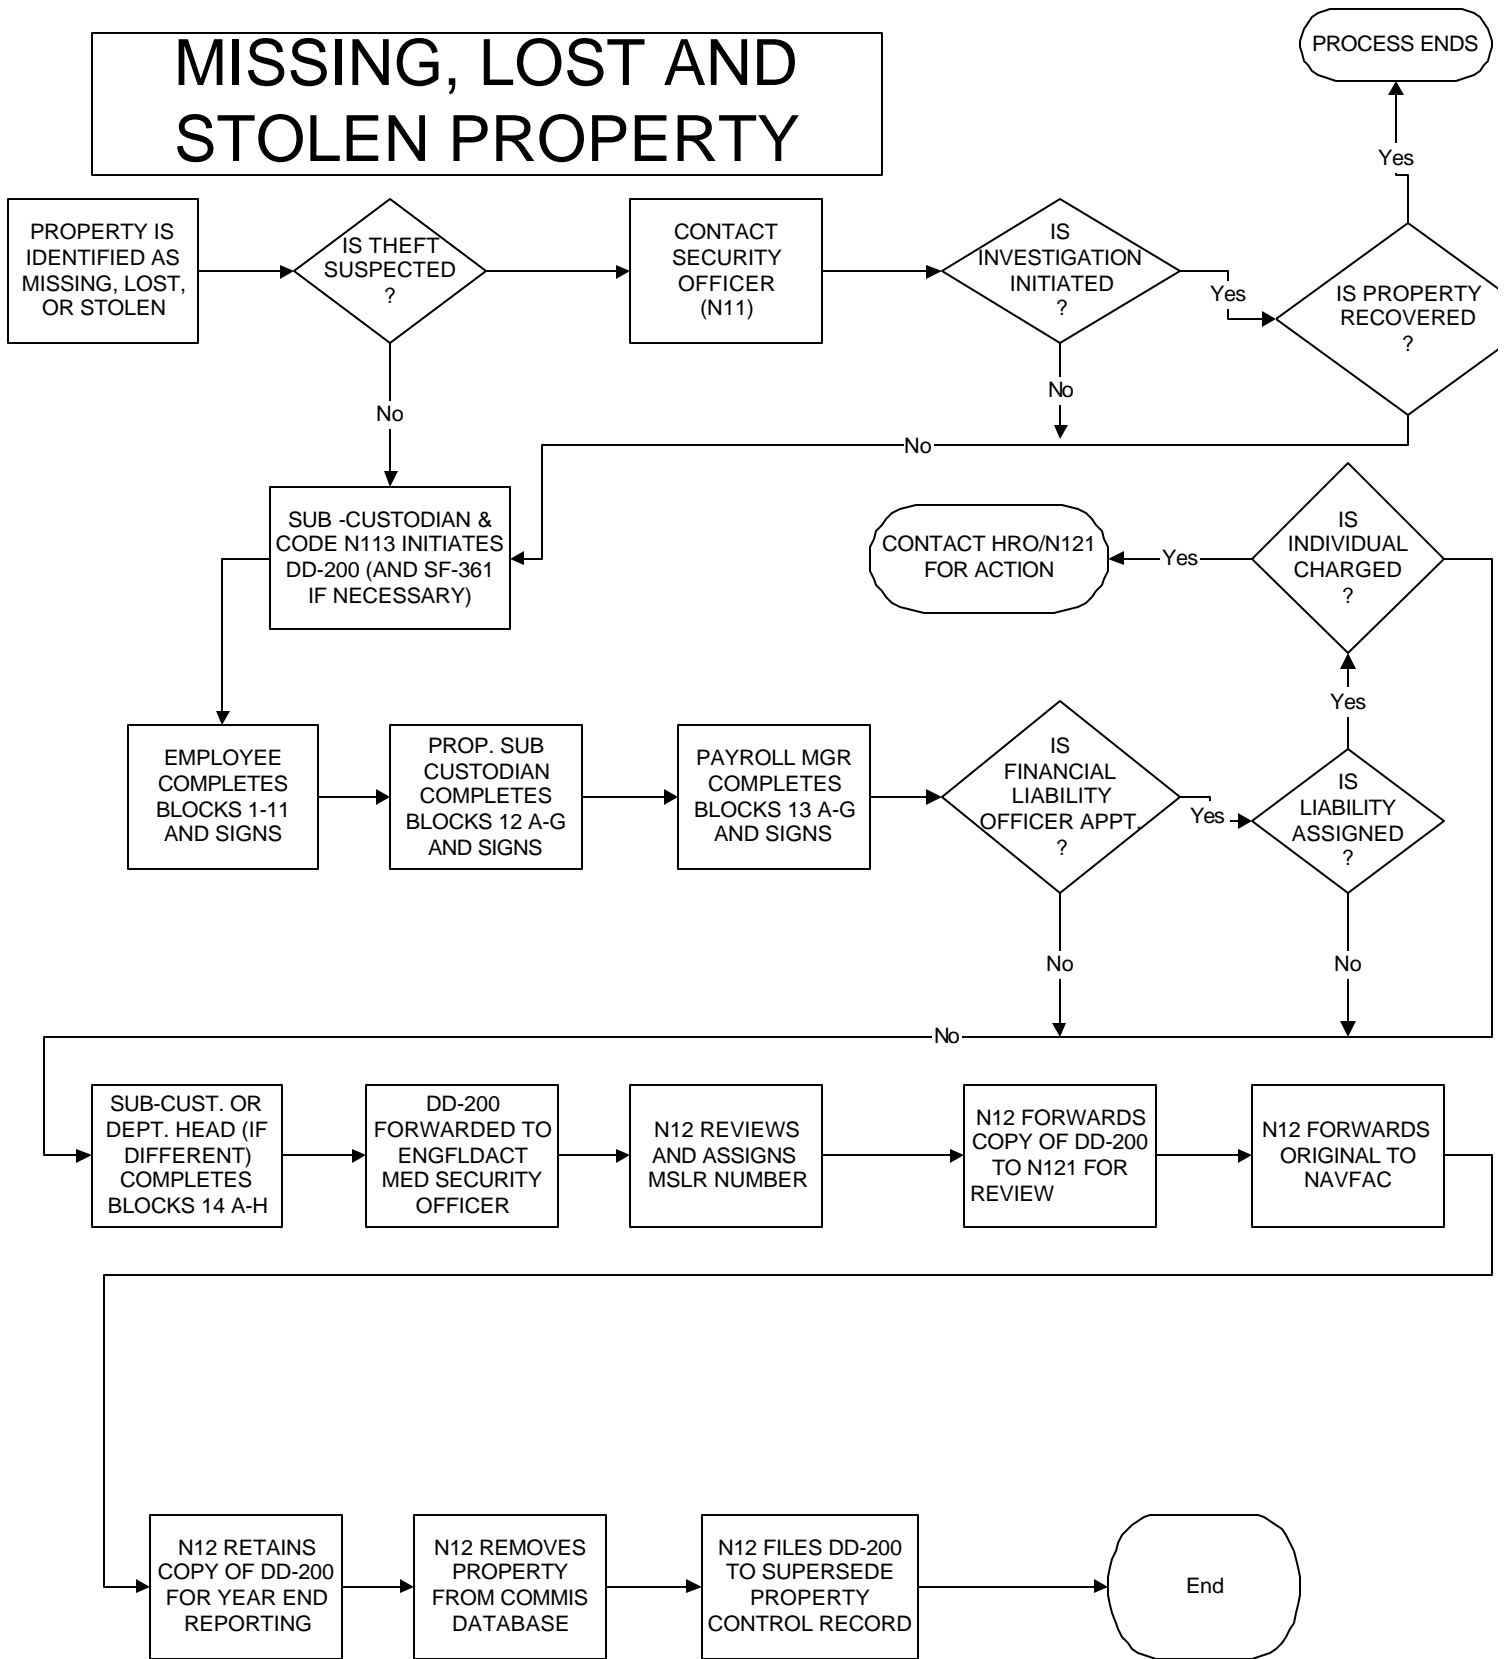 MISSING, LOST AND
STOLEN PROPERTY
PROCESS ENDS
Yes
PROPERTY IS
IDENTIFIED AS
MISSING, LOST,
OR STOLEN
IS THEFT
SUSPECTED
?
CONTACT
SECURITY
OFFICER
(N11)
IS
INVESTIGATION
INITIATED
?
Yes
IS PROPERTY
RECOVERED
?
No
No
No
SUB -CUSTODIAN &
CODE N113 INITIATES
DD-200 (AND SF-361
IF NECESSARY)
CONTACT HRO/N121
FOR ACTION
Yes
IS
INDIVIDUAL
CHARGED
?
Yes
EMPLOYEE
COMPLETES
BLOCKS 1-11
AND SIGNS
PROP. SUB
CUSTODIAN
COMPLETES
BLOCKS 12 A-G
AND SIGNS
PAYROLL MGR
COMPLETES
BLOCKS 13 A-G
AND SIGNS
IS
FINANCIAL
LIABILITY
OFFICER APPT.
?
Yes
IS
LIABILITY
ASSIGNED
?
No
No
No
SUB-CUST. OR
DEPT. HEAD (IF
DIFFERENT)
COMPLETES
BLOCKS 14 A-H
DD-200
FORWARDED TO
ENGFLDACT
MED SECURITY
OFFICER
N12 REVIEWS
AND ASSIGNS
MSLR NUMBER
N12 FORWARDS
COPY OF DD-200
TO N121 FOR
REVIEW
N12 FORWARDS
ORIGINAL TO
NAVFAC
N12 RETAINS
COPY OF DD-200
FOR YEAR END
REPORTING
N12 REMOVES
PROPERTY
FROM COMMIS
DATABASE
N12 FILES DD-200
TO SUPERSEDE
PROPERTY
CONTROL RECORD
End